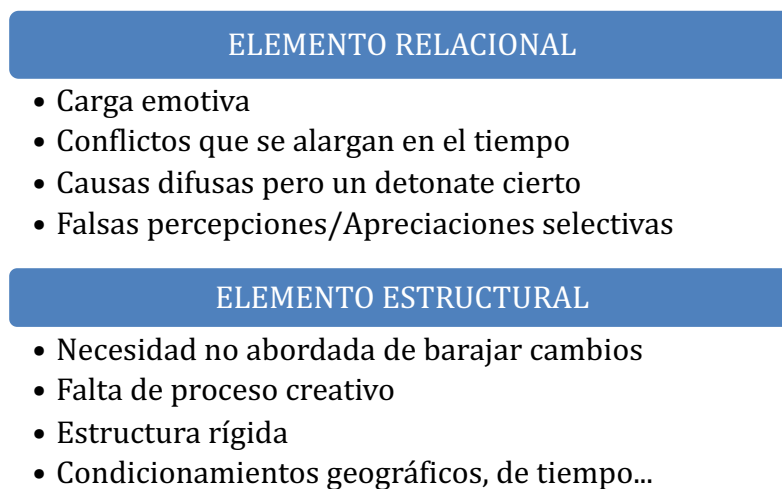 ELEMENTO RELACIONAL
• Carga emotiva
• Conflictos que se alargan en el tiempo
• Causas difusas pero un detonate cierto
• Falsas percepciones/Apreciaciones selectivas
ELEMENTO ESTRUCTURAL
• Necesidad no abordada de barajar cambios
• Falta de proceso creativo
• Estructura rígida
• Condicionamientos geográficos, de tiempo...